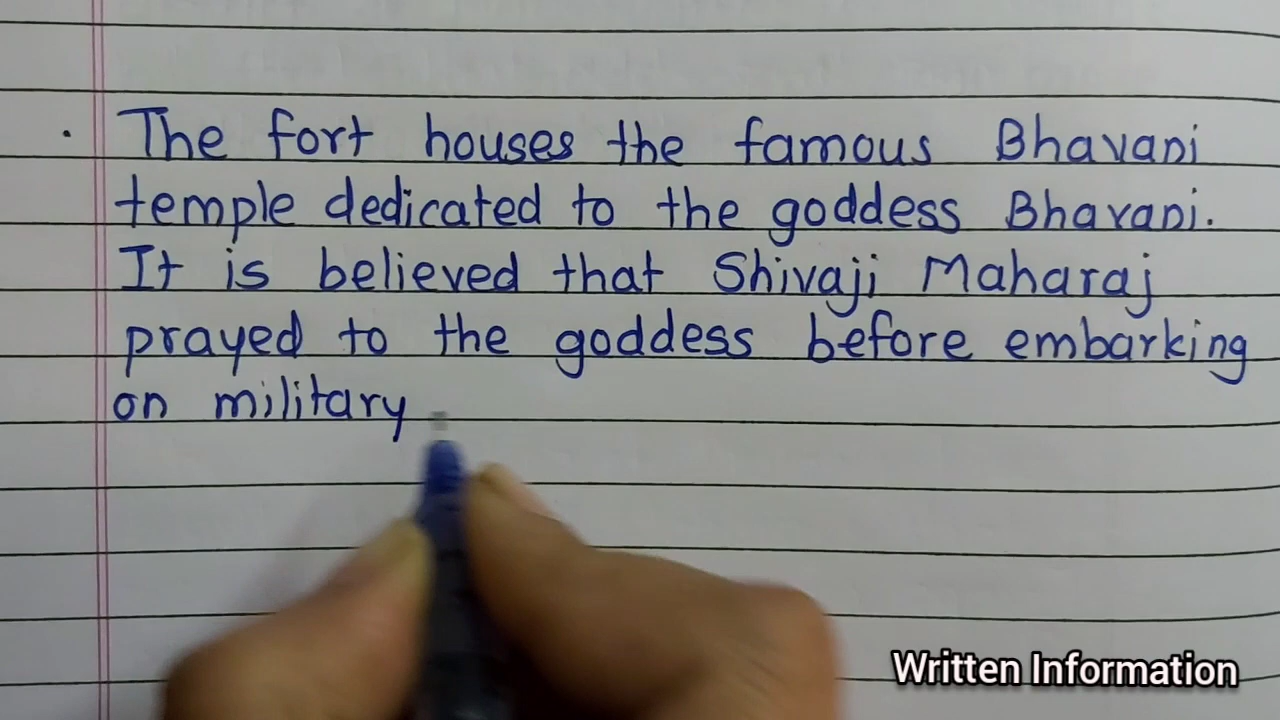 . The fort houses the famous Bhavani
temple dedicated to the goddess Bhavani.
It is believed that Shivaji Maharaj
prayed to the goddess before embarking
on military
Written Information